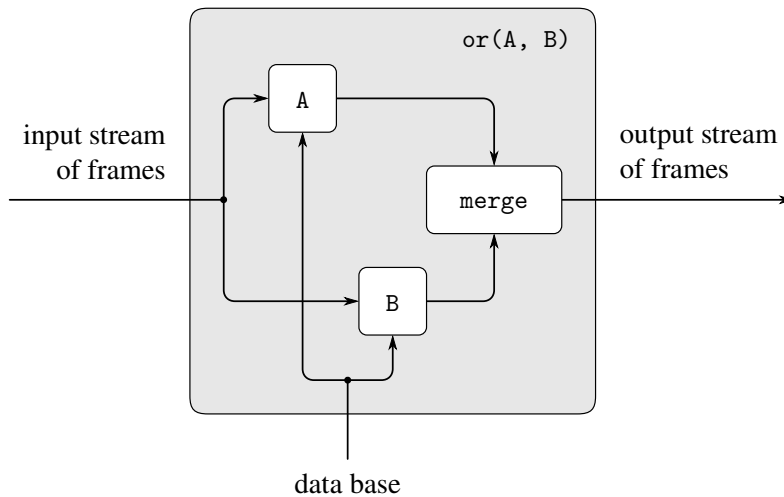 or(A, B)
A
input stream
of frames
output stream
of frames
merge
B
data base